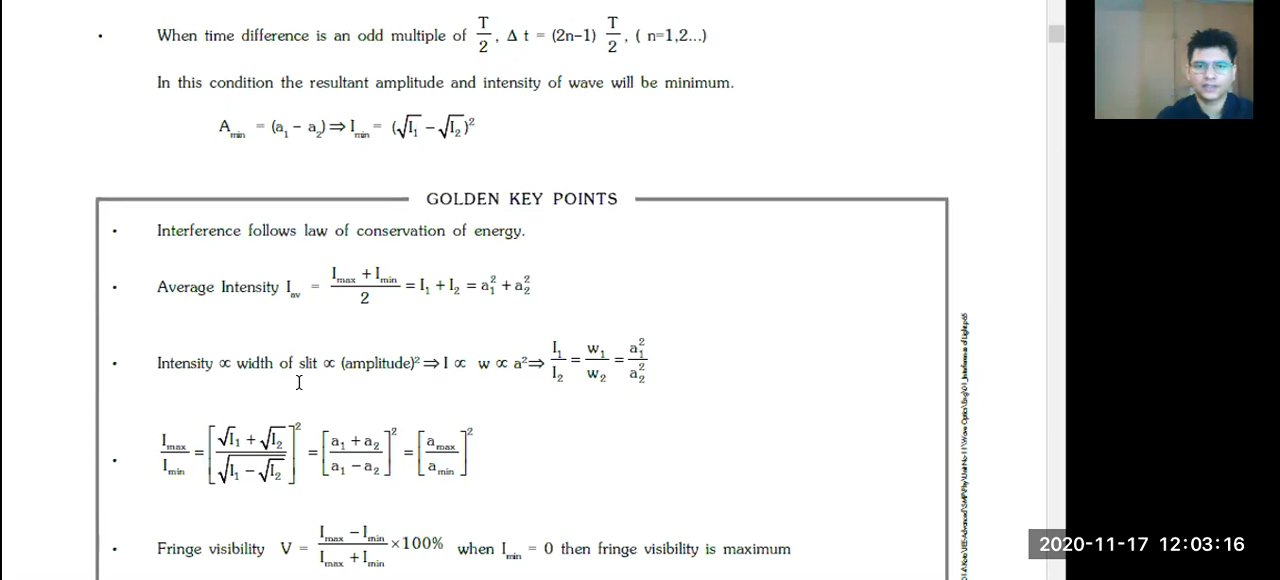 • When time difference is an odd multiple of T/2, Δ t = (2n−1) T/2, ( n=1,2...)
In this condition the resultant amplitude and intensity of wave will be minimum.
A_min = (a₁ − a₂) ⇒ I_min = (√I₁ − √I₂)²
GOLDEN KEY POINTS
• Interference follows law of conservation of energy.
• Average Intensity I_av = (I_max + I_min)/2 = I₁ + I₂ = a₁² + a₂²
• Intensity ∝ width of slit ∝ (amplitude)² ⇒ I ∝ w ∝ a² ⇒ I₁/I₂ = w₁/w₂ = a₁²/a₂²
• I_max/I_min = [(√I₁ + √I₂)/(√I₁ − √I₂)]² = [(a₁ + a₂)/(a₁ − a₂)]² = [a_max/a_min]²
• Fringe visibility V = (I_max − I_min)/(I_max + I_min) ×100% when I_min = 0 then fringe visibility is maximum
2020-11-17 12:03:16